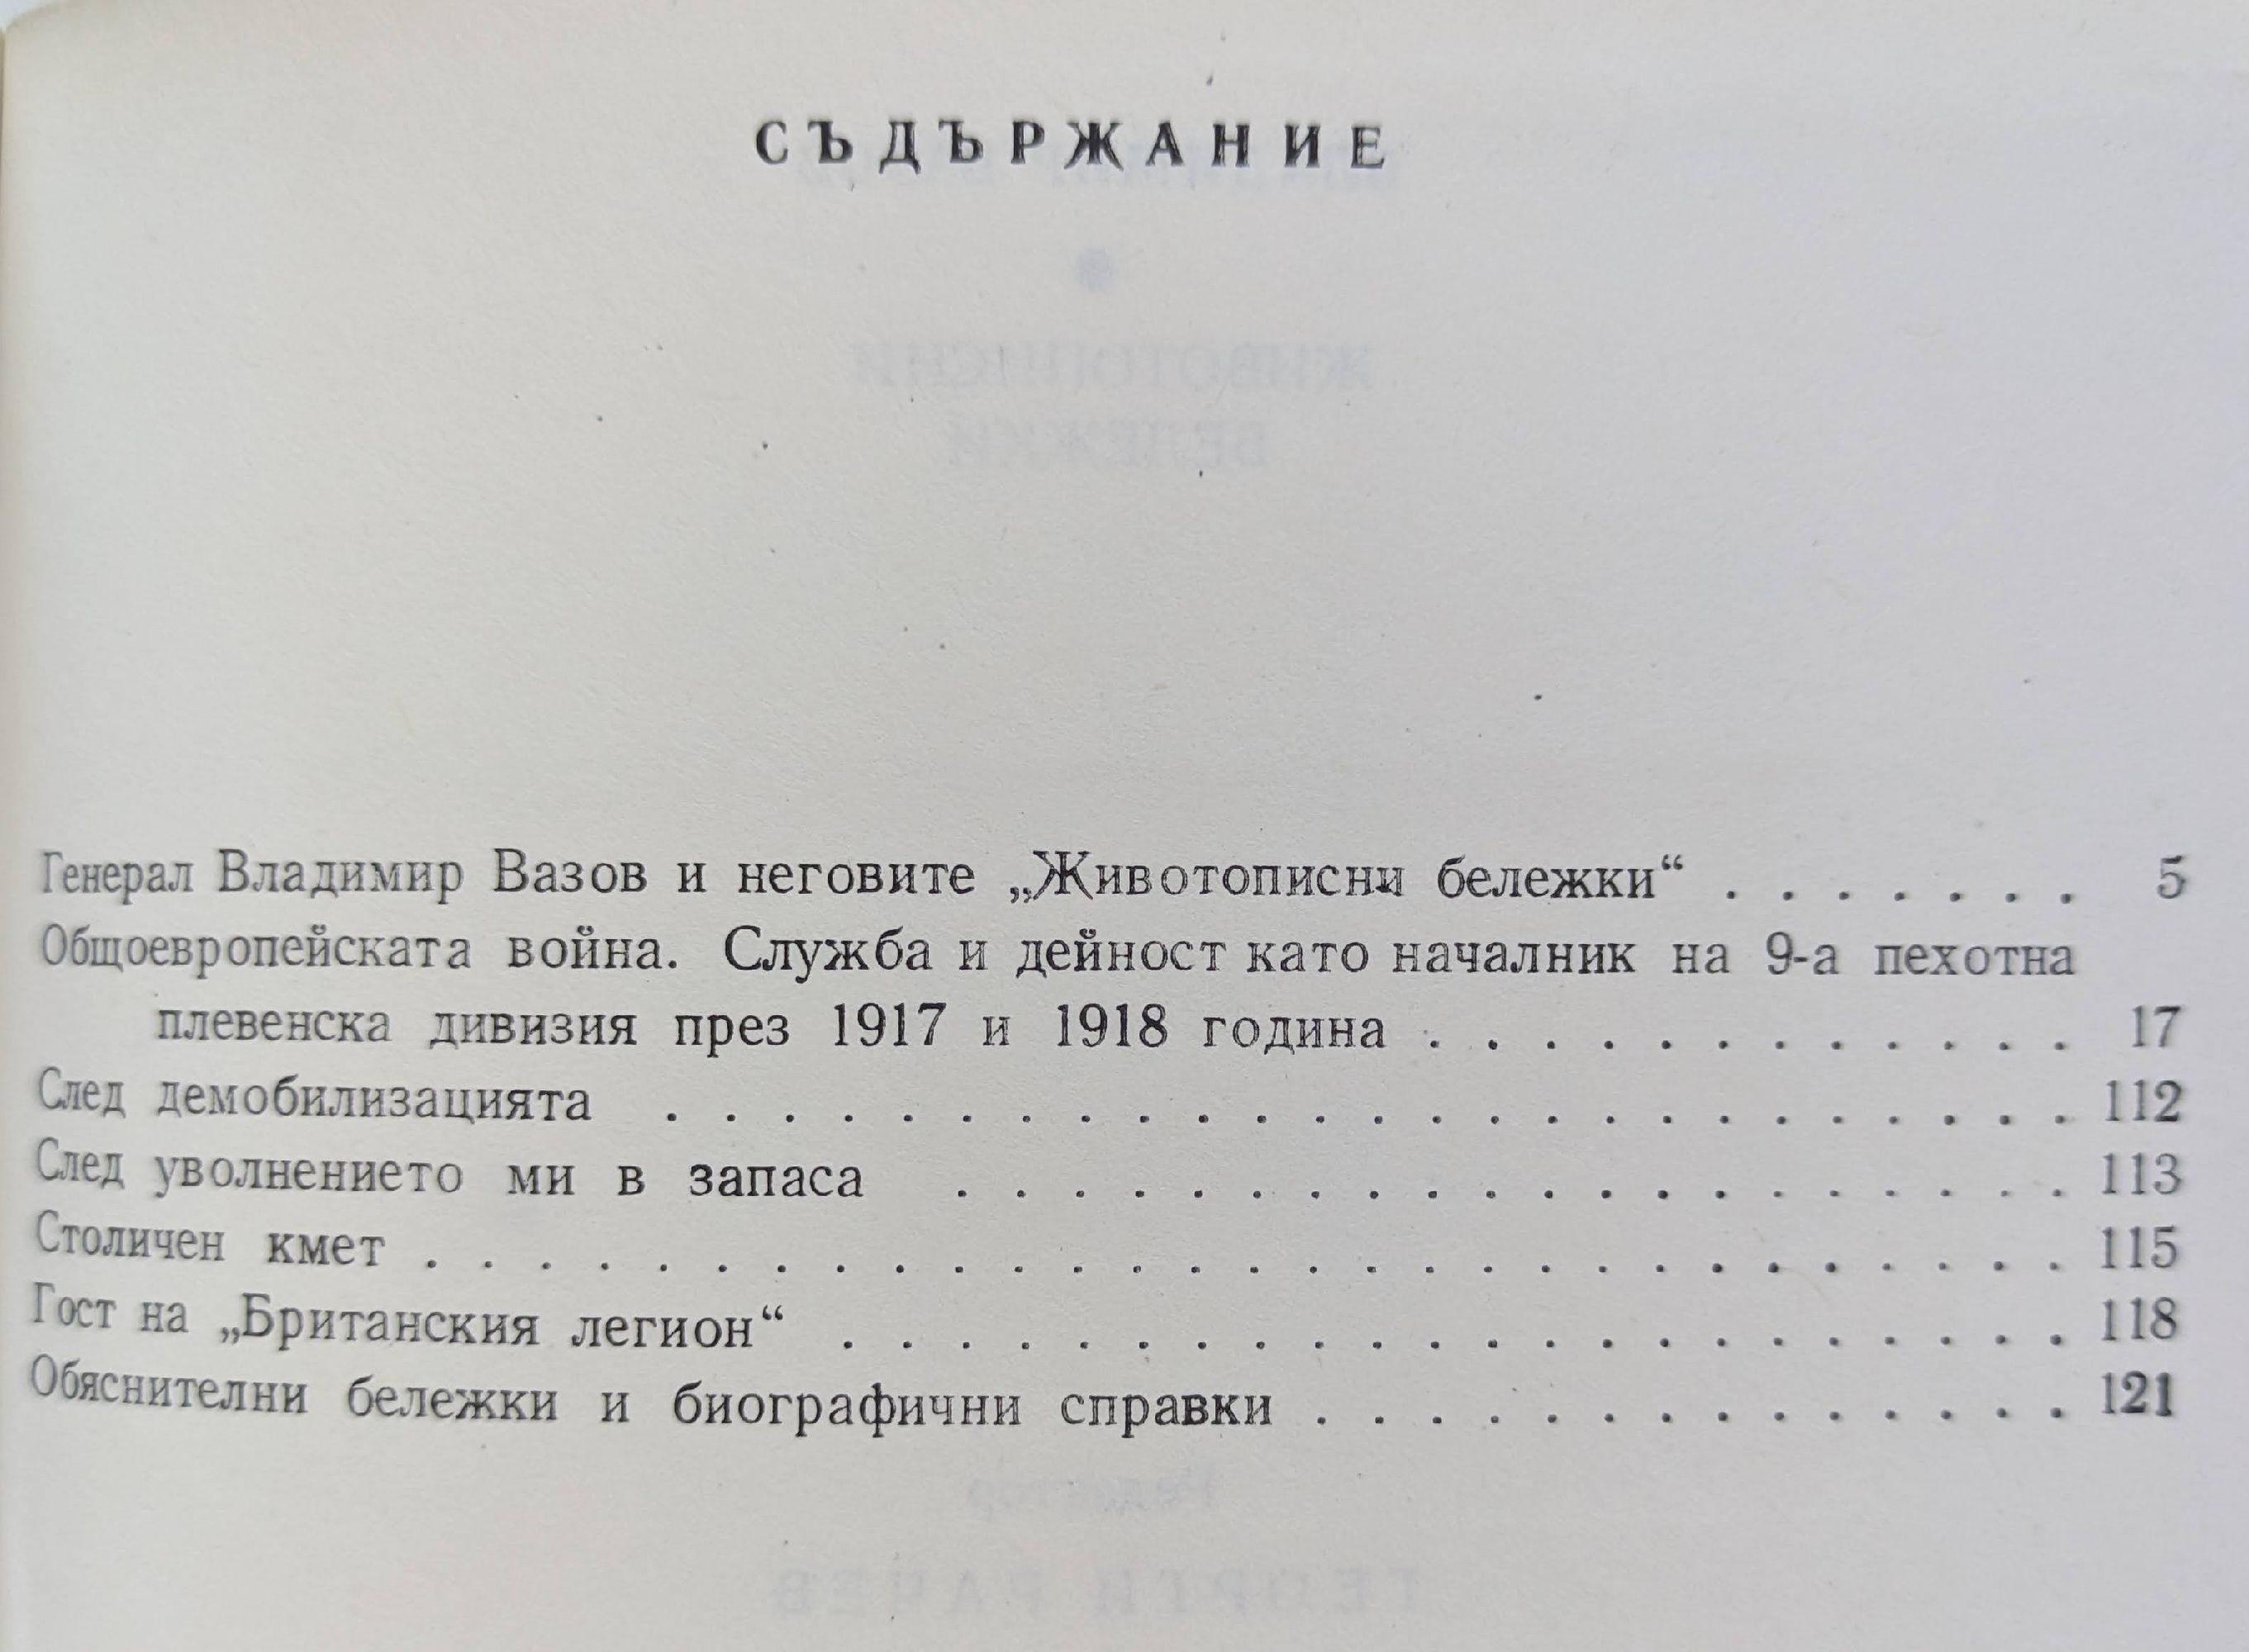 СЪДЪРЖАНИЕ
Генерал Владимир Вазов и неговите „Животописни бележки“ . . . . . . . 5
Общоевропейската война. Служба и дейност като началник на 9-а пехотна
плевенска дивизия през 1917 и 1918 година . . . . . . . . . . . . 17
След демобилизацията . . . . . . . . . . . . . . . . . . . . . . . . 112
След уволнението ми в запаса . . . . . . . . . . . . . . . . . . . . 113
Столичен кмет . . . . . . . . . . . . . . . . . . . . . . . . . . . . 115
Гост на „Британския легион“ . . . . . . . . . . . . . . . . . . . . . 118
Обяснителни бележки и биографични справки . . . . . . . . . . . . . . 121